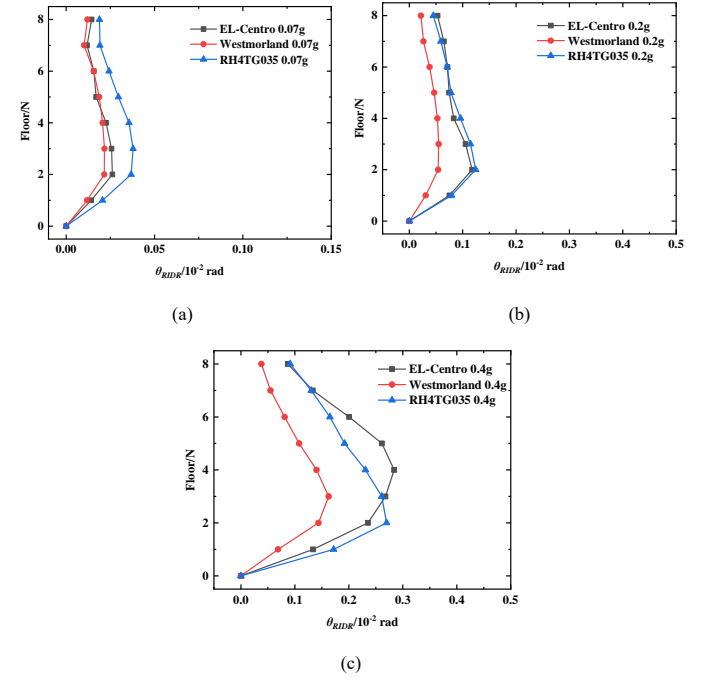 8
6
4
2
0
Floor/N
EL-Centro 0.07g
Westmorland 0.07g
RH4TG035 0.07g
0.00
0.05
0.10
0.15
θRIDR/10-2 rad
(a)
8
6
4
2
0
Floor/N
EL-Centro 0.2g
Westmorland 0.2g
RH4TG035 0.2g
0.0
0.1
0.2
0.3
0.4
0.5
θRIDR/10-2 rad
(b)
8
6
4
2
0
Floor/N
EL-Centro 0.4g
Westmorland 0.4g
RH4TG035 0.4g
0.0
0.1
0.2
0.3
0.4
0.5
θRIDR/10-2 rad
(c)